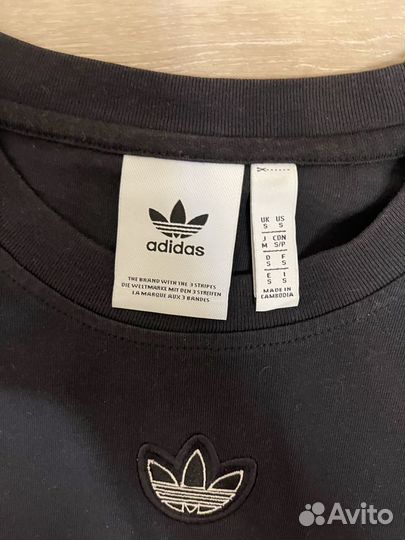 adidas
THE BRAND WITH THE 3 STRIPES
DIE WELTMARKE MIT DEN 3 STREIFEN
LA MARQUE AUX 3 BANDES
UK US
S S
J CDN
M S/P
D F
S S
E I
S S
MADE IN
CAMBODIA
Avito